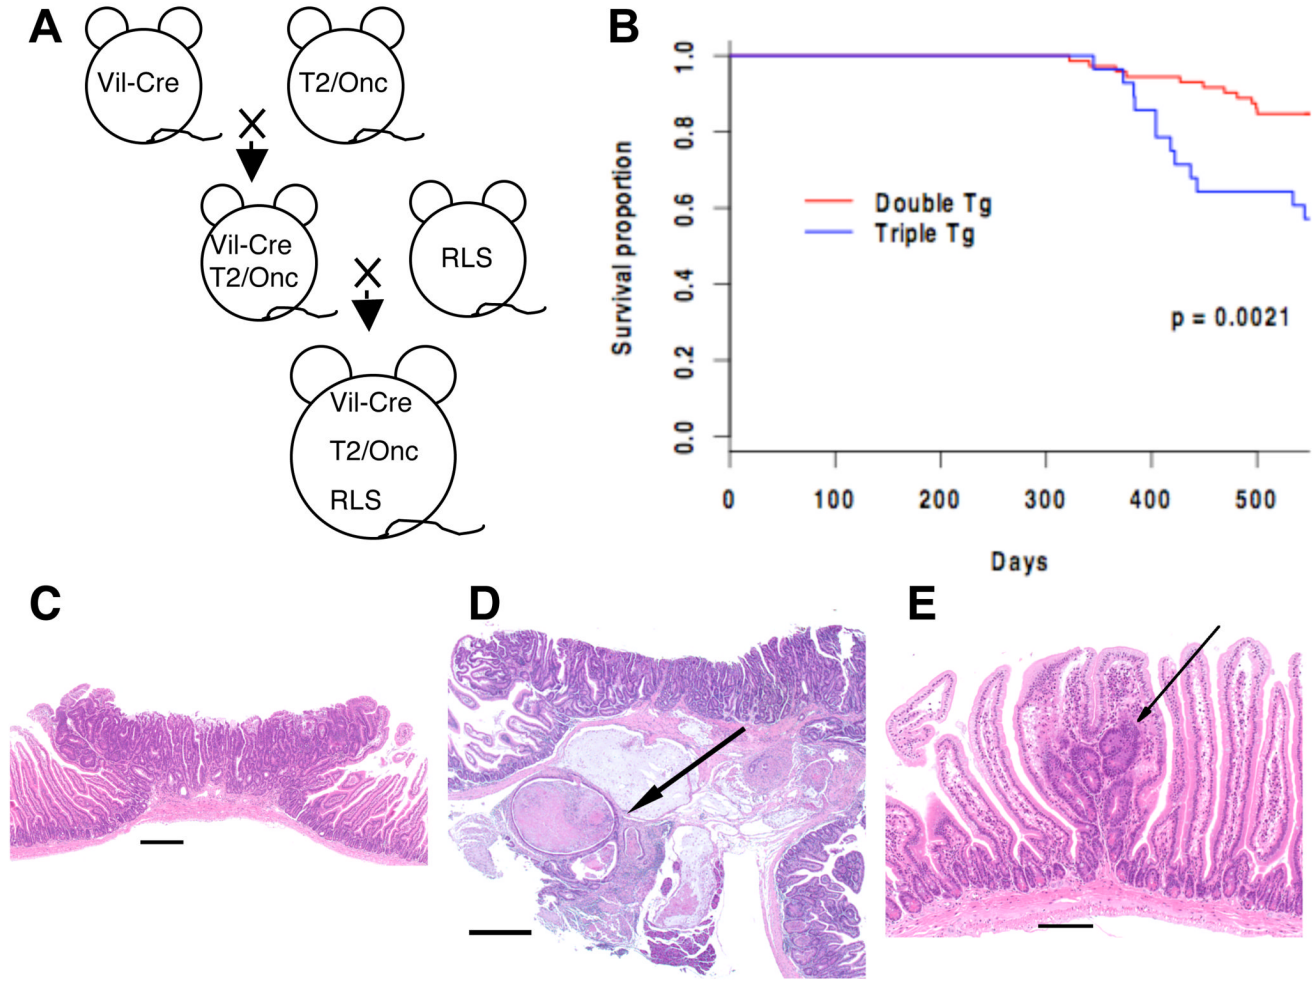 A
Vil-Cre
T2/Onc
Vil-Cre
T2/Onc
RLS
Vil-Cre
T2/Onc
RLS
B
Survival proportion
1.0
0.8
0.6
0.4
0.2
0.0
Double Tg
Triple Tg
p = 0.0021
0 100 200 300 400 500
Days
C
D
E